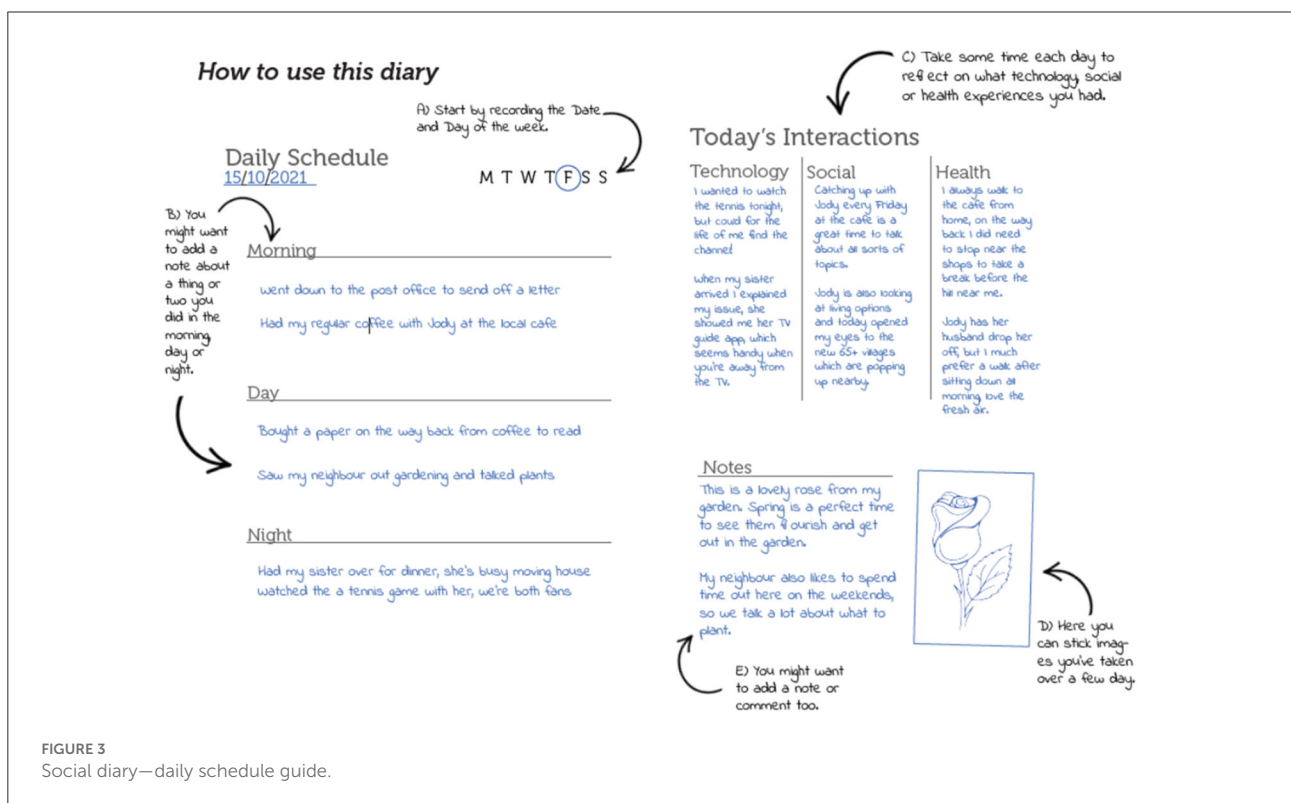 How to use this diary
A) Start by recording the Date
and Day of the week.
Daily Schedule
15/10/2021
M T W T F S S
B) You
might want
to add a
note about
a thing or
two you
did in the
morning,
day or
night.
Morning
went down to the post office to send off a letter
Had my regular coffee with Jody at the local cafe
Day
Bought a paper on the way back from coffee to read
Saw my neighbour out gardening and talked plants
Night
Had my sister over for dinner, she's busy moving house
watched the a tennis game with her, we're both fans
C) Take some time each day to
reflect on what technology, social
or health experiences you had.
Today's Interactions
Technology
I wanted to watch
the tennis tonight,
but could for the
life of me find the
channel
when my sister
arrived I explained
my issue, she
showed me her TV
guide app, which
seems handy when
you're away from
the TV.
Social
Catching up with
Jody every Friday
at the cafe is a
great time to talk
about all sorts of
topics.
Jody is also looking
at living options
and today opened
my eyes to the
new 65+ villages
which are popping
up nearby.
Health
I always walk to
the cafe from
home, on the way
back I did need
to stop near the
shops to take a
break before the
hill near me.
Jody has her
husband drop her
off, but I much
prefer a walk after
sitting down all
morning, love the
fresh air.
Notes
This is a lovely rose from my
garden. Spring is a perfect time
to see them flourish and get
out in the garden.
My neighbour also likes to spend
time out here on the weekends,
so we talk a lot about what to
plant.
D) Here you
can stick imag-
es you've taken
over a few day.
E) You might want
to add a note or
comment too.
FIGURE 3
Social diary—daily schedule guide.